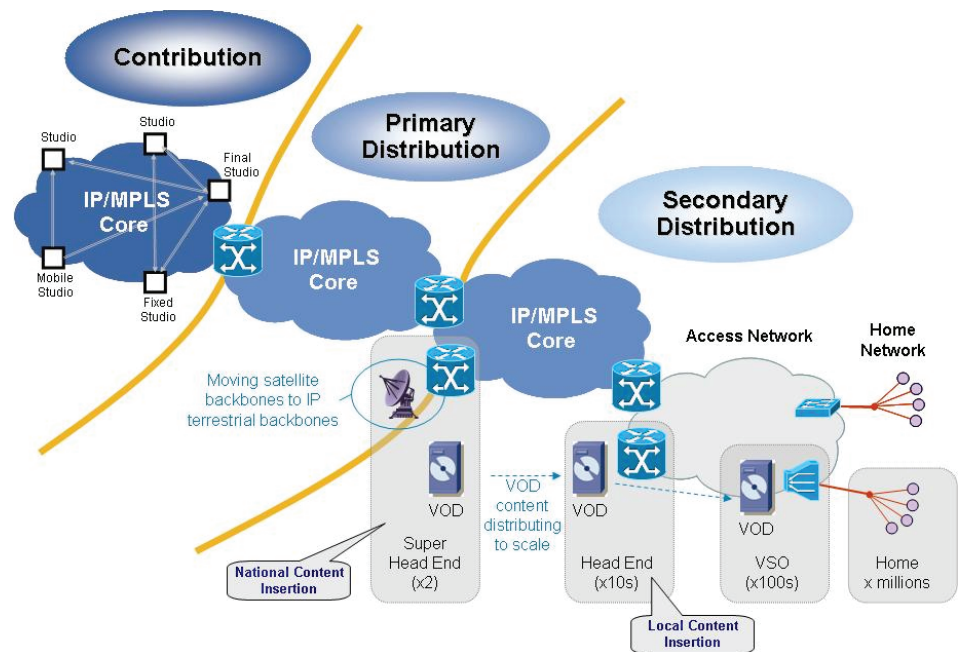 Contribution
Studio
Studio
Final
Studio
IP/MPLS
Core
Mobile
Studio
Fixed
Studio
Primary
Distribution
IP/MPLS
Core
Secondary
Distribution
IP/MPLS
Core
Access Network
Home
Network
Moving satellite
backbones to IP
terrestrial backbones
VOD
VOD
content
distributing
to scale
VOD
VOD
Super
Head End
(x2)
Head End
(x10s)
VSO
(x100s)
Home
x millions
National Content
Insertion
Local Content
Insertion